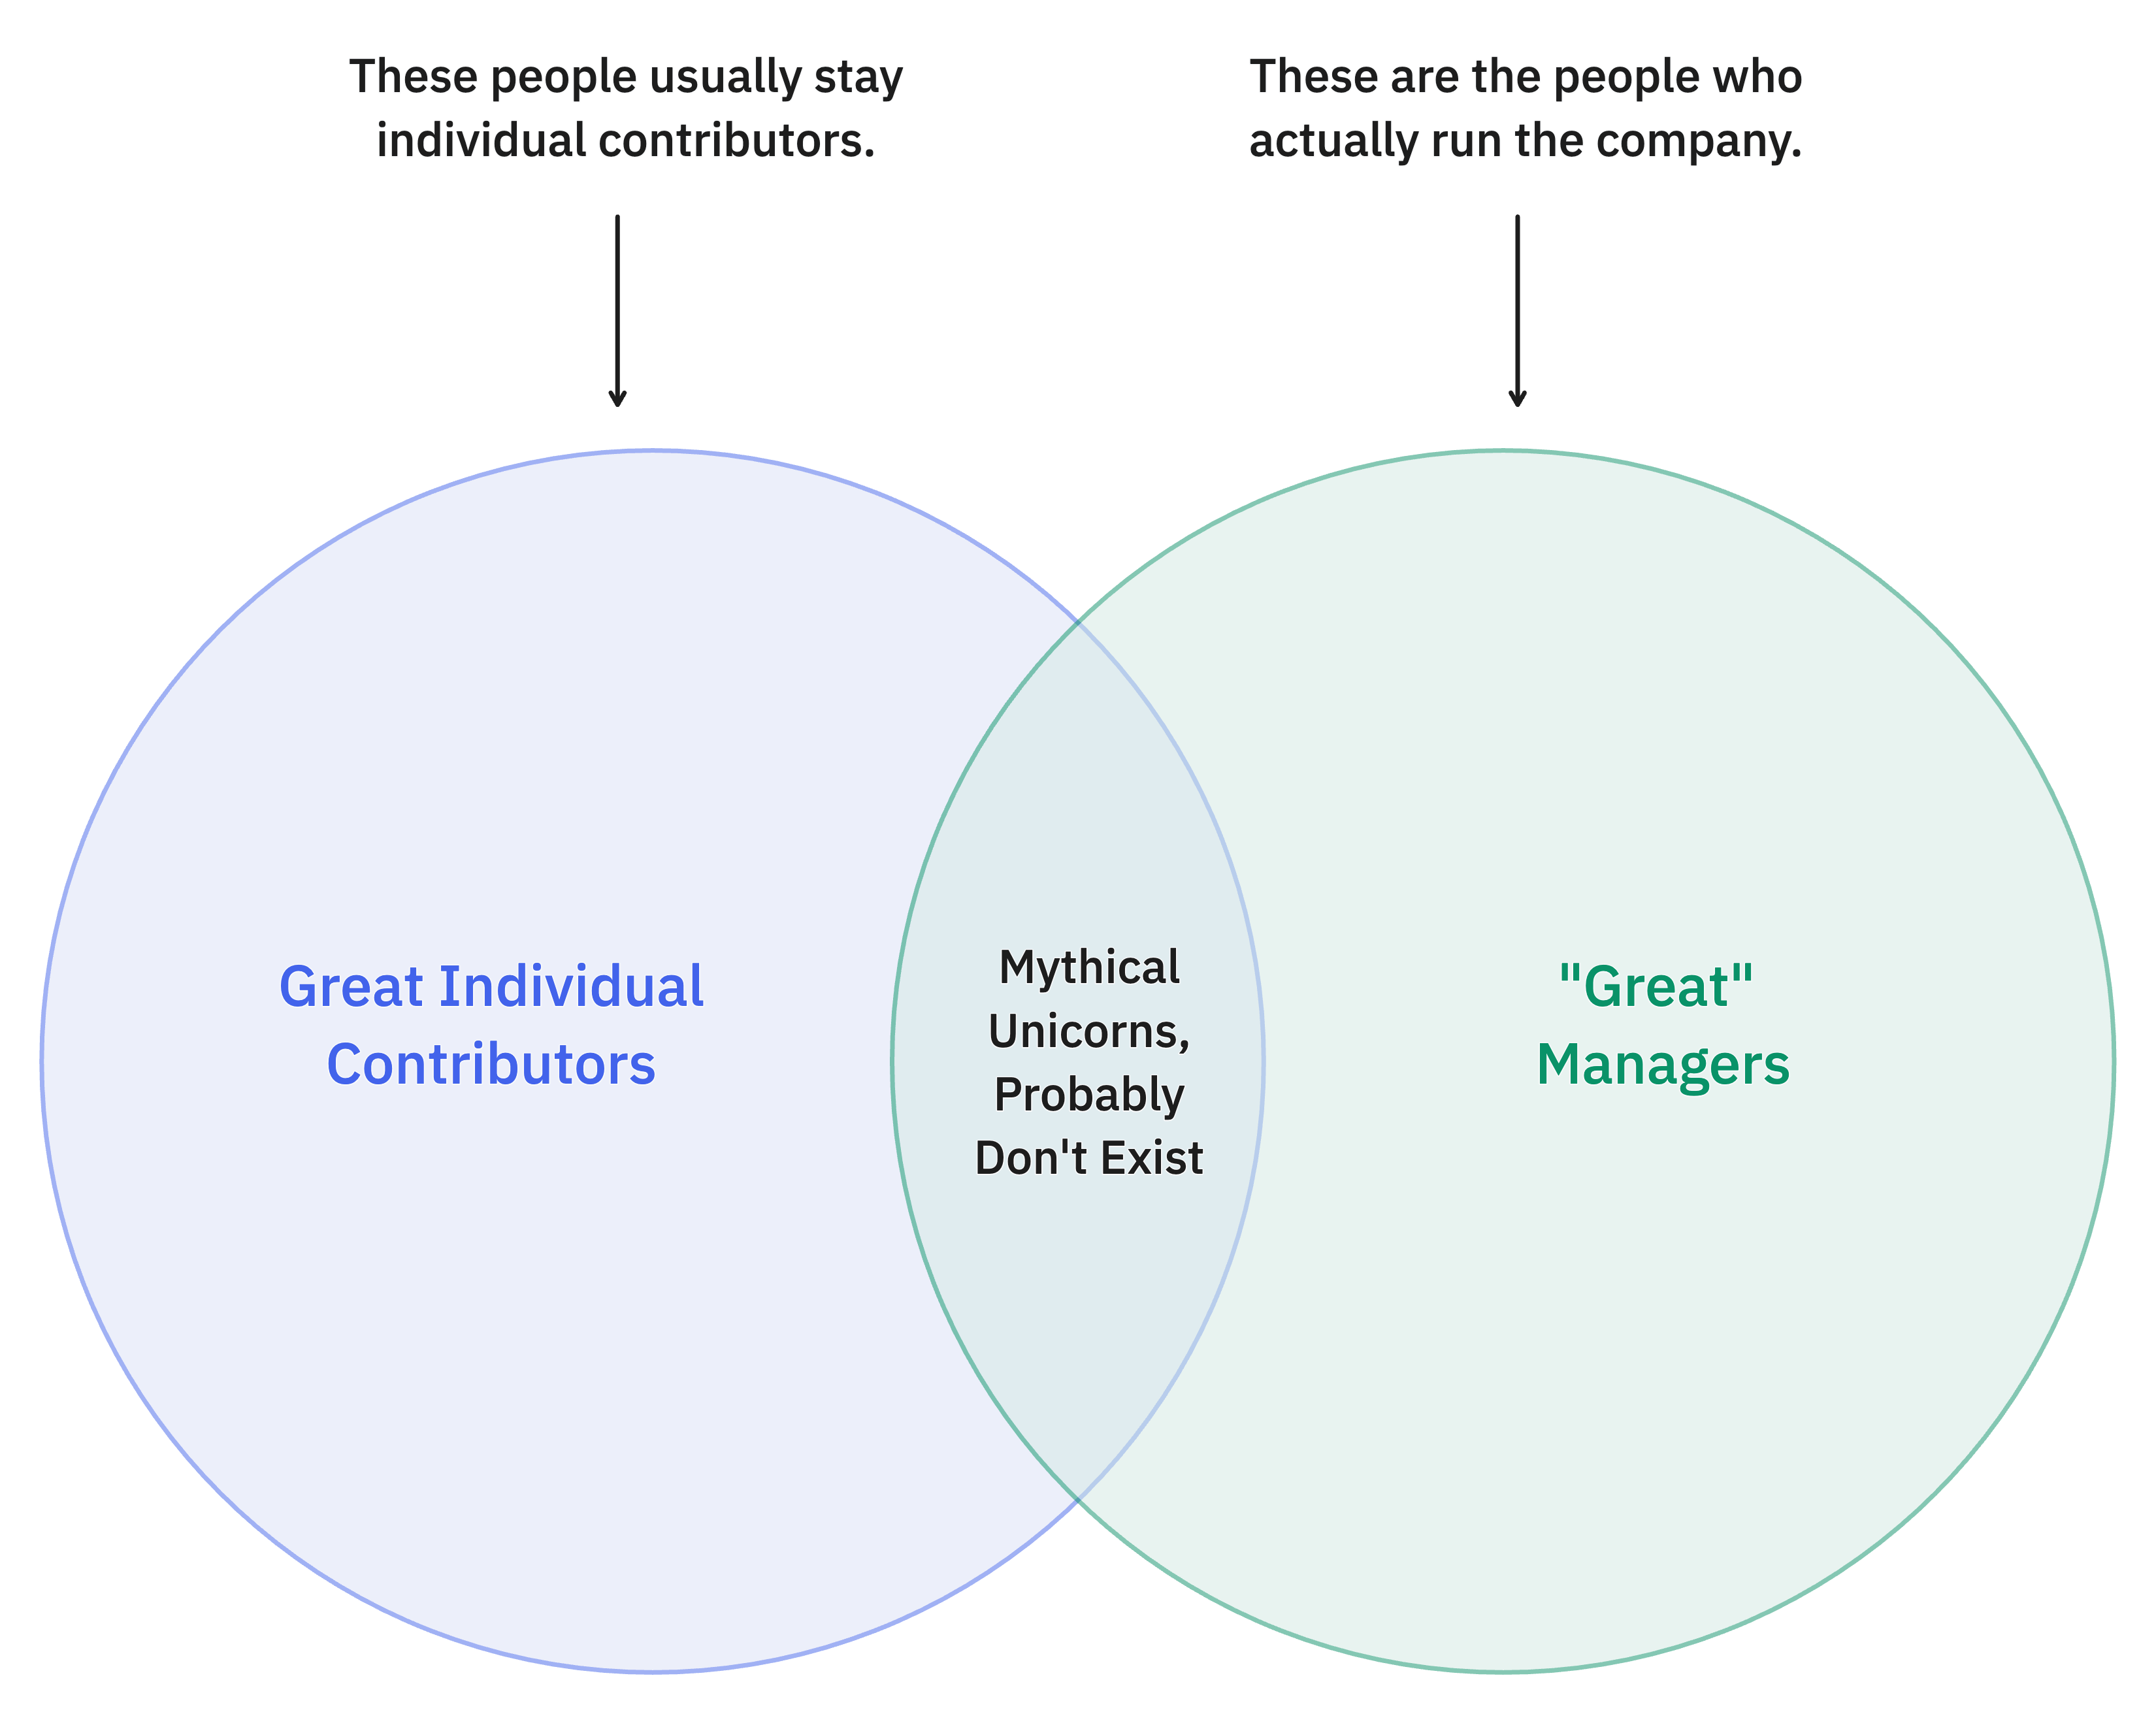 These people usually stay
individual contributors.
These are the people who
actually run the company.
Great Individual
Contributors
Mythical
Unicorns,
Probably
Don't Exist
"Great"
Managers